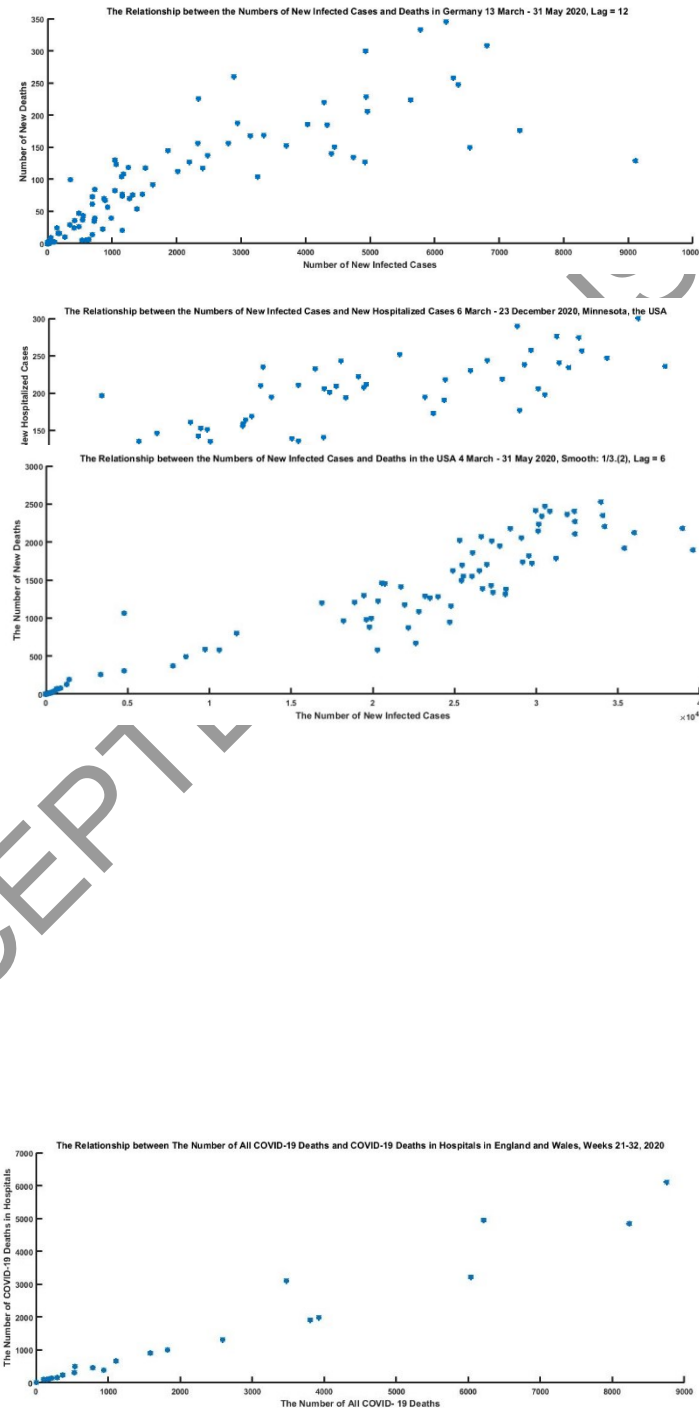 The Relationship between the Numbers of New Infected Cases and Deaths in Germany 13 March - 31 May 2020, Lag = 12
350
300
250
200
150
100
50
0
Number of New Deaths
0 1000 2000 3000 4000 5000 6000 7000 8000 9000 1000
Number of New Infected Cases
The Relationship between the Numbers of New Infected Cases and New Hospitalized Cases 6 March - 23 December 2020, Minnesota, the USA
300
250
200
150
iew Hospitalized Cases
The Relationship between the Numbers of New Infected Cases and Deaths in the USA 4 March - 31 May 2020, Smooth: 1/3.(2), Lag = 6
3000
2500
2000
1500
1000
500
0
The Number of New Deaths
0 0.5 1 1.5 2 2.5 3 3.5 4
×10⁴
The Number of New Infected Cases
CEPTE
The Relationship between The Number of All COVID-19 Deaths and COVID-19 Deaths in Hospitals in England and Wales, Weeks 21-32, 2020
7000
6000
5000
4000
3000
2000
1000
0
The Number of COVID-19 Deaths in Hospitals
0 1000 2000 3000 4000 5000 6000 7000 8000 9000
The Number of All COVID- 19 Deaths